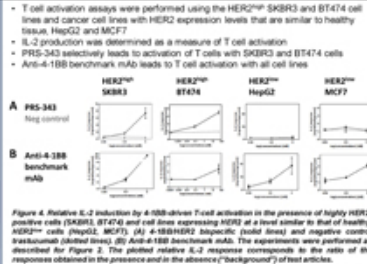 • T cell activation assays were performed using the HER2high SKBR3 and BT474 cell
lines and cancer cell lines with HER2 expression levels that are similar to healthy
tissue, HepG2 and MCF7
• IL-2 production was determined as a measure of T cell activation
• PRS-343 selectively leads to activation of T cells with SKBR3 and BT474 cells
• Anti-4-1BB benchmark mAb leads to T cell activation with all cell lines
HER2high HER2high HER2low HER2low
SKBR3 BT474 HepG2 MCF7
A PRS-343
Neg control
B Anti-4-1BB
benchmark
mAb
Figure 4. Relative IL-2 induction by 4-1BB-driven T-cell activation in the presence of highly HER2
positive cells (SKBR3, BT474) and cell lines expressing HER2 at a level similar to that of health
HER2low cells (HepG2, MCF7). (A) 4-1BB/HER2 bispecific (solid lines) and negative contro
trastuzumab (dotted lines). (B) Anti-4-1BB benchmark mAb. The experiments were performed a
described for Figure 2. The plotted relative IL-2 response corresponds to the ratio of th
responses obtained in the presence and in the absence ("background") of test articles.